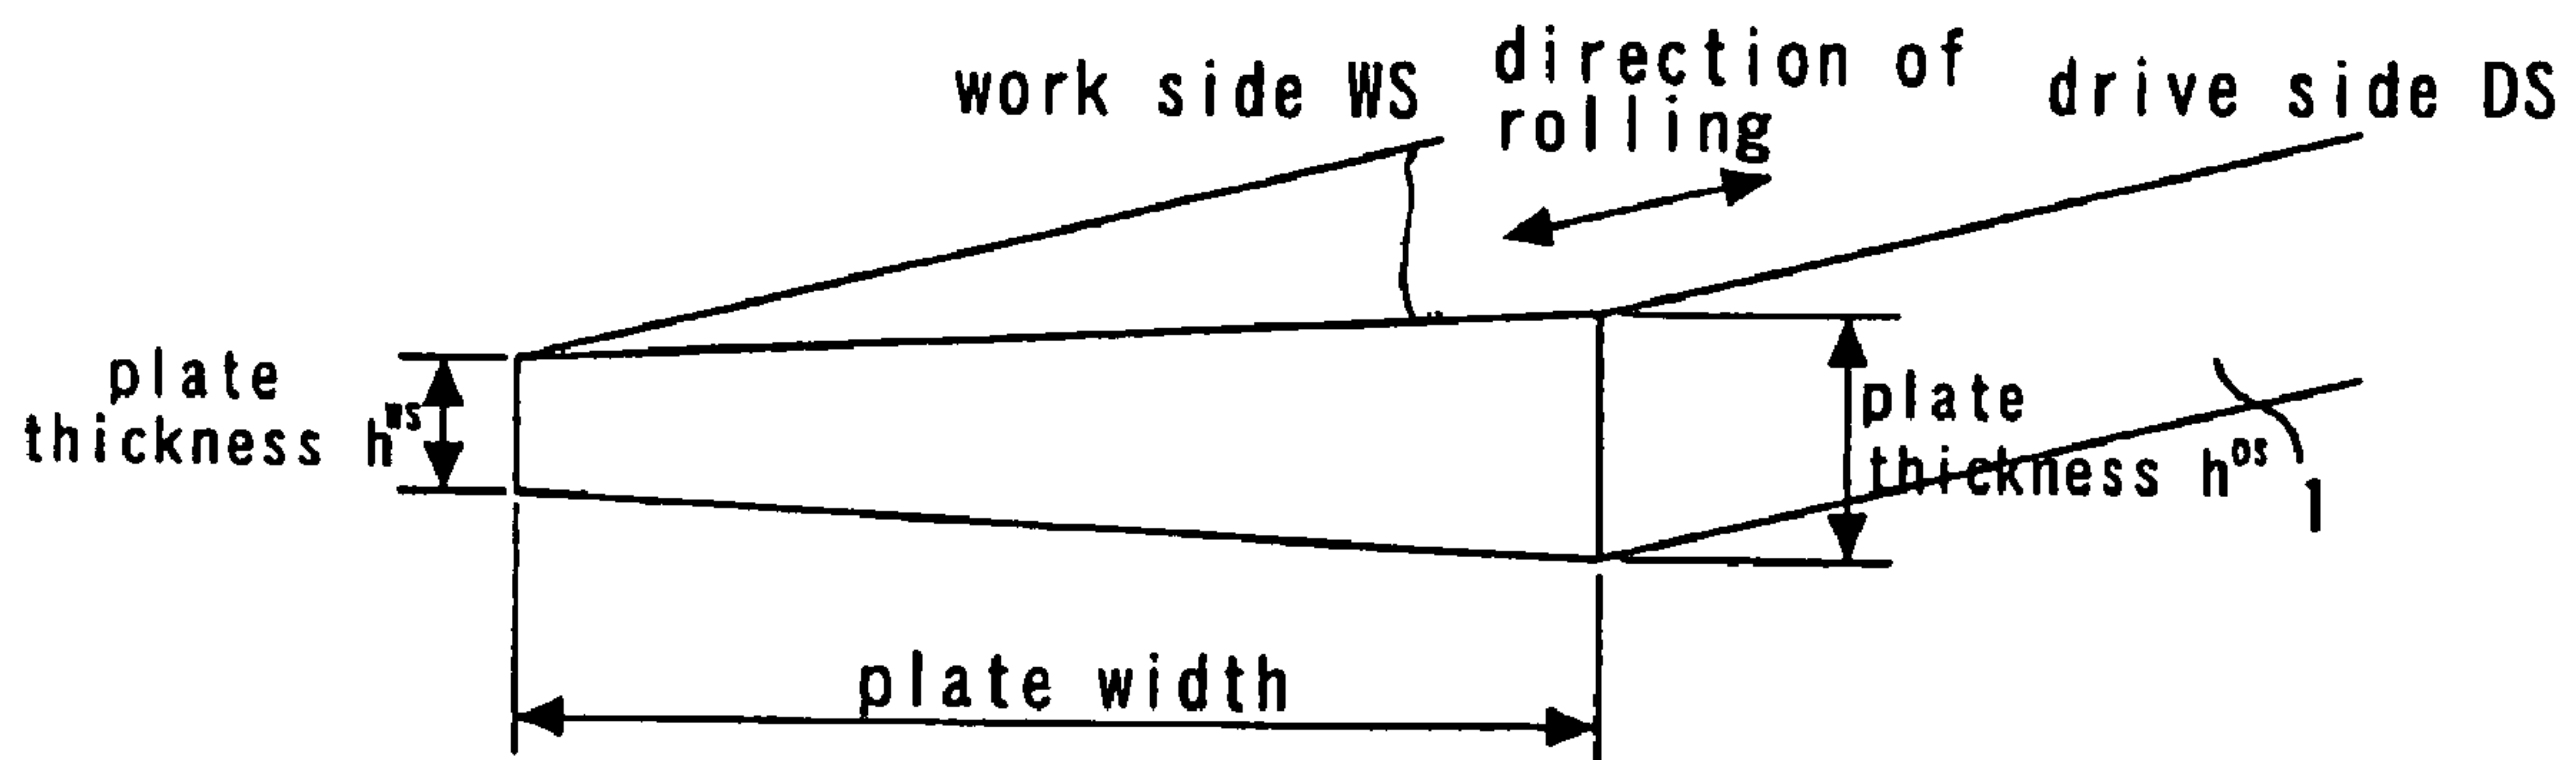 work side WS
direction of
rolling
drive side DS
plate
thickness h^WS
plate
thickness h^DS
1
plate width